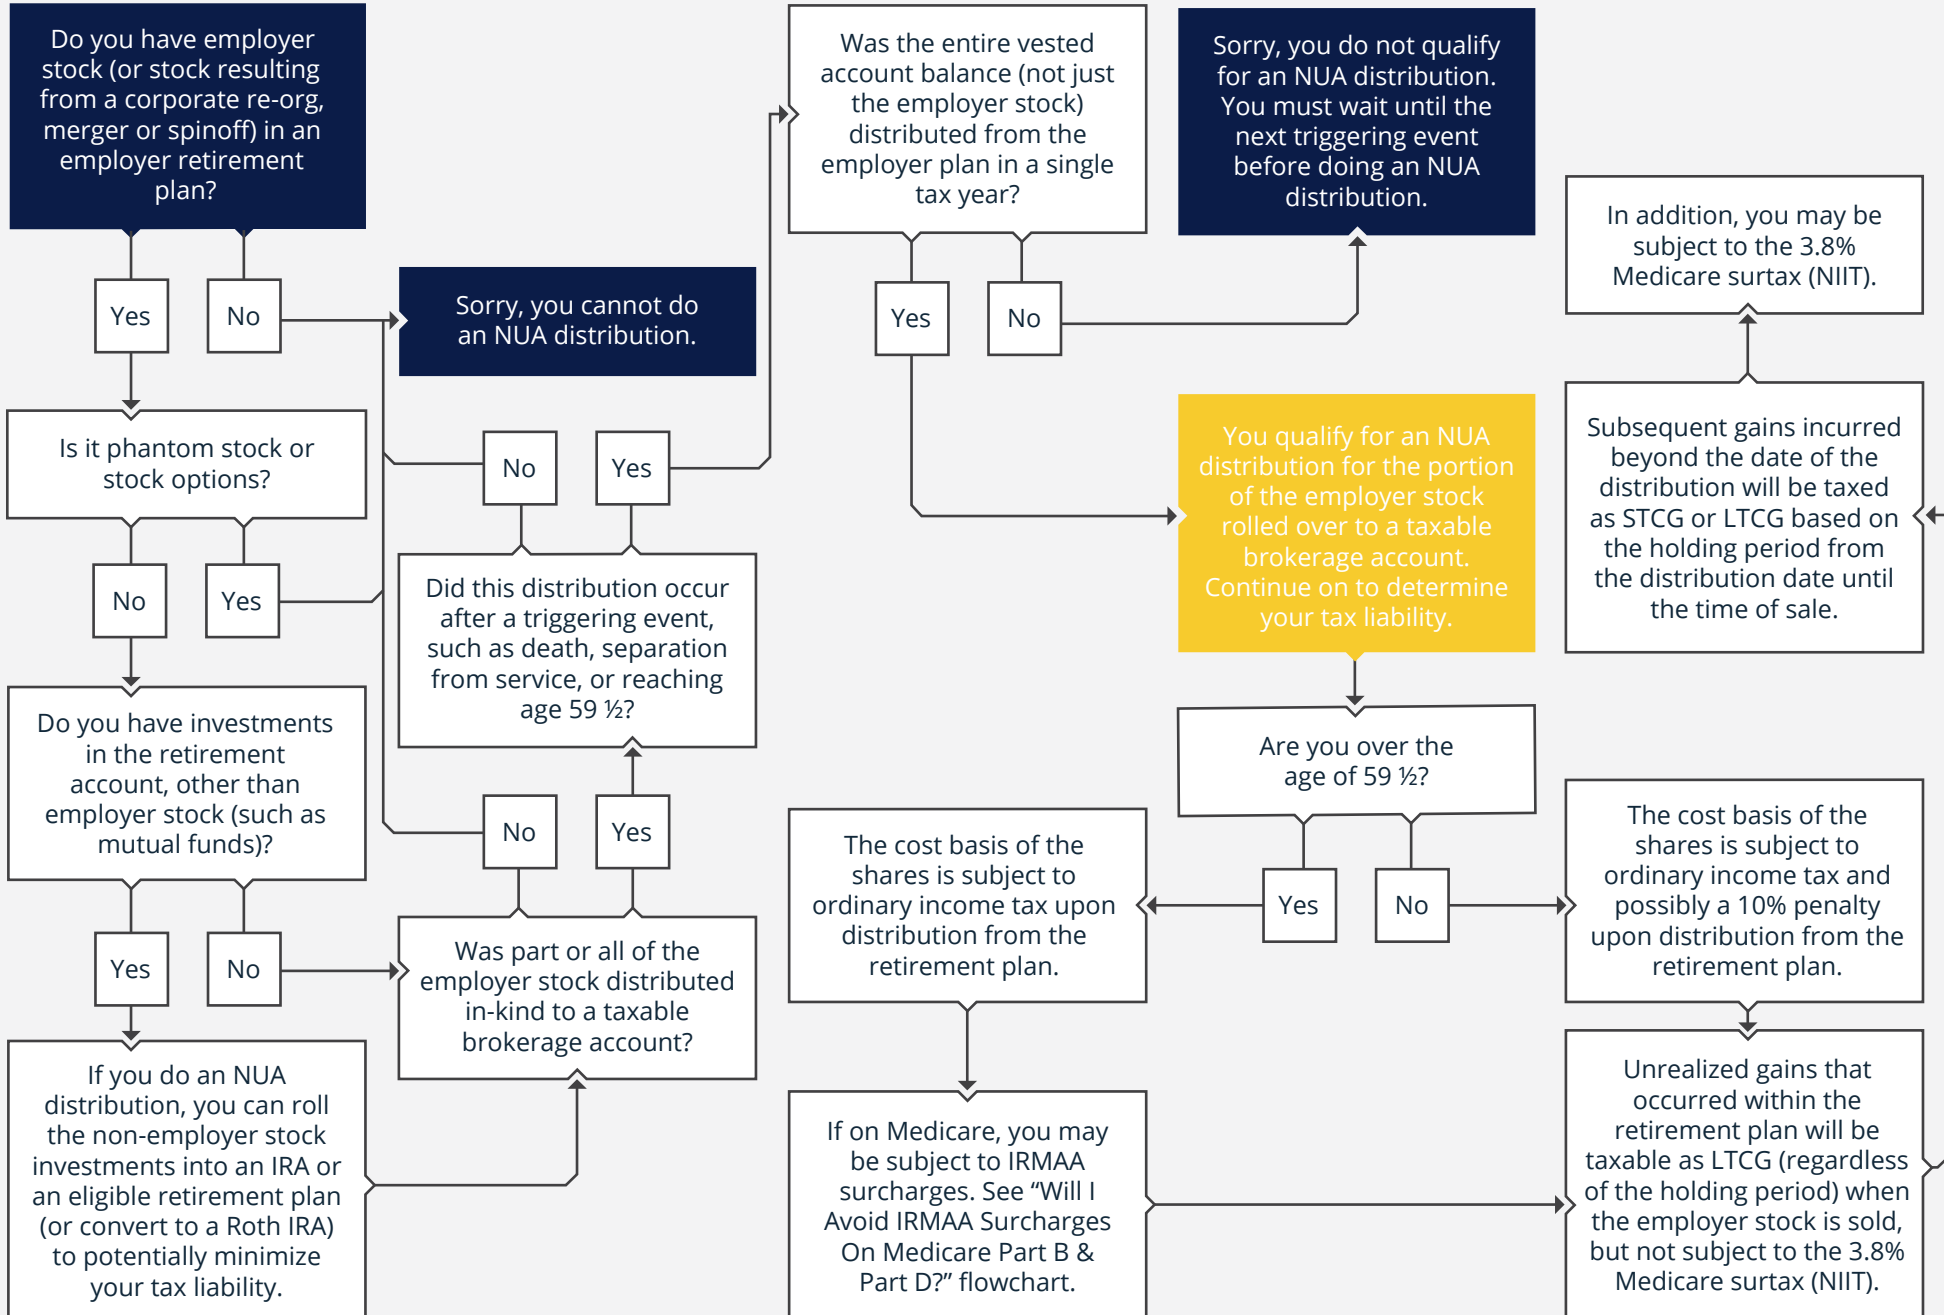 Do you have employer
stock (or stock resulting
from a corporate re-org,
merger or spinoff) in an
employer retirement
plan?
Yes
No
Sorry, you cannot do
an NUA distribution.
Is it phantom stock or
stock options?
No
Yes
Do you have investments
in the retirement
account, other than
employer stock (such as
mutual funds)?
Yes
No
If you do an NUA
distribution, you can roll
the non-employer stock
investments into an IRA or
an eligible retirement plan
(or convert to a Roth IRA)
to potentially minimize
your tax liability.
Was part or all of the
employer stock distributed
in-kind to a taxable
brokerage account?
No
Yes
Did this distribution occur
after a triggering event,
such as death, separation
from service, or reaching
age 59 ½?
No
Yes
Was the entire vested
account balance (not just
the employer stock)
distributed from the
employer plan in a single
tax year?
Yes
No
Sorry, you do not qualify
for an NUA distribution.
You must wait until the
next triggering event
before doing an NUA
distribution.
You qualify for an NUA
distribution for the portion
of the employer stock
rolled over to a taxable
brokerage account.
Continue on to determine
your tax liability.
Are you over the
age of 59 ½?
Yes
No
The cost basis of the
shares is subject to
ordinary income tax upon
distribution from the
retirement plan.
If on Medicare, you may
be subject to IRMAA
surcharges. See “Will I
Avoid IRMAA Surcharges
On Medicare Part B &
Part D?” flowchart.
The cost basis of the
shares is subject to
ordinary income tax and
possibly a 10% penalty
upon distribution from the
retirement plan.
Unrealized gains that
occurred within the
retirement plan will be
taxable as LTCG (regardless
of the holding period) when
the employer stock is sold,
but not subject to the 3.8%
Medicare surtax (NIIT).
Subsequent gains incurred
beyond the date of the
distribution will be taxed
as STCG or LTCG based on
the holding period from
the distribution date until
the time of sale.
In addition, you may be
subject to the 3.8%
Medicare surtax (NIIT).